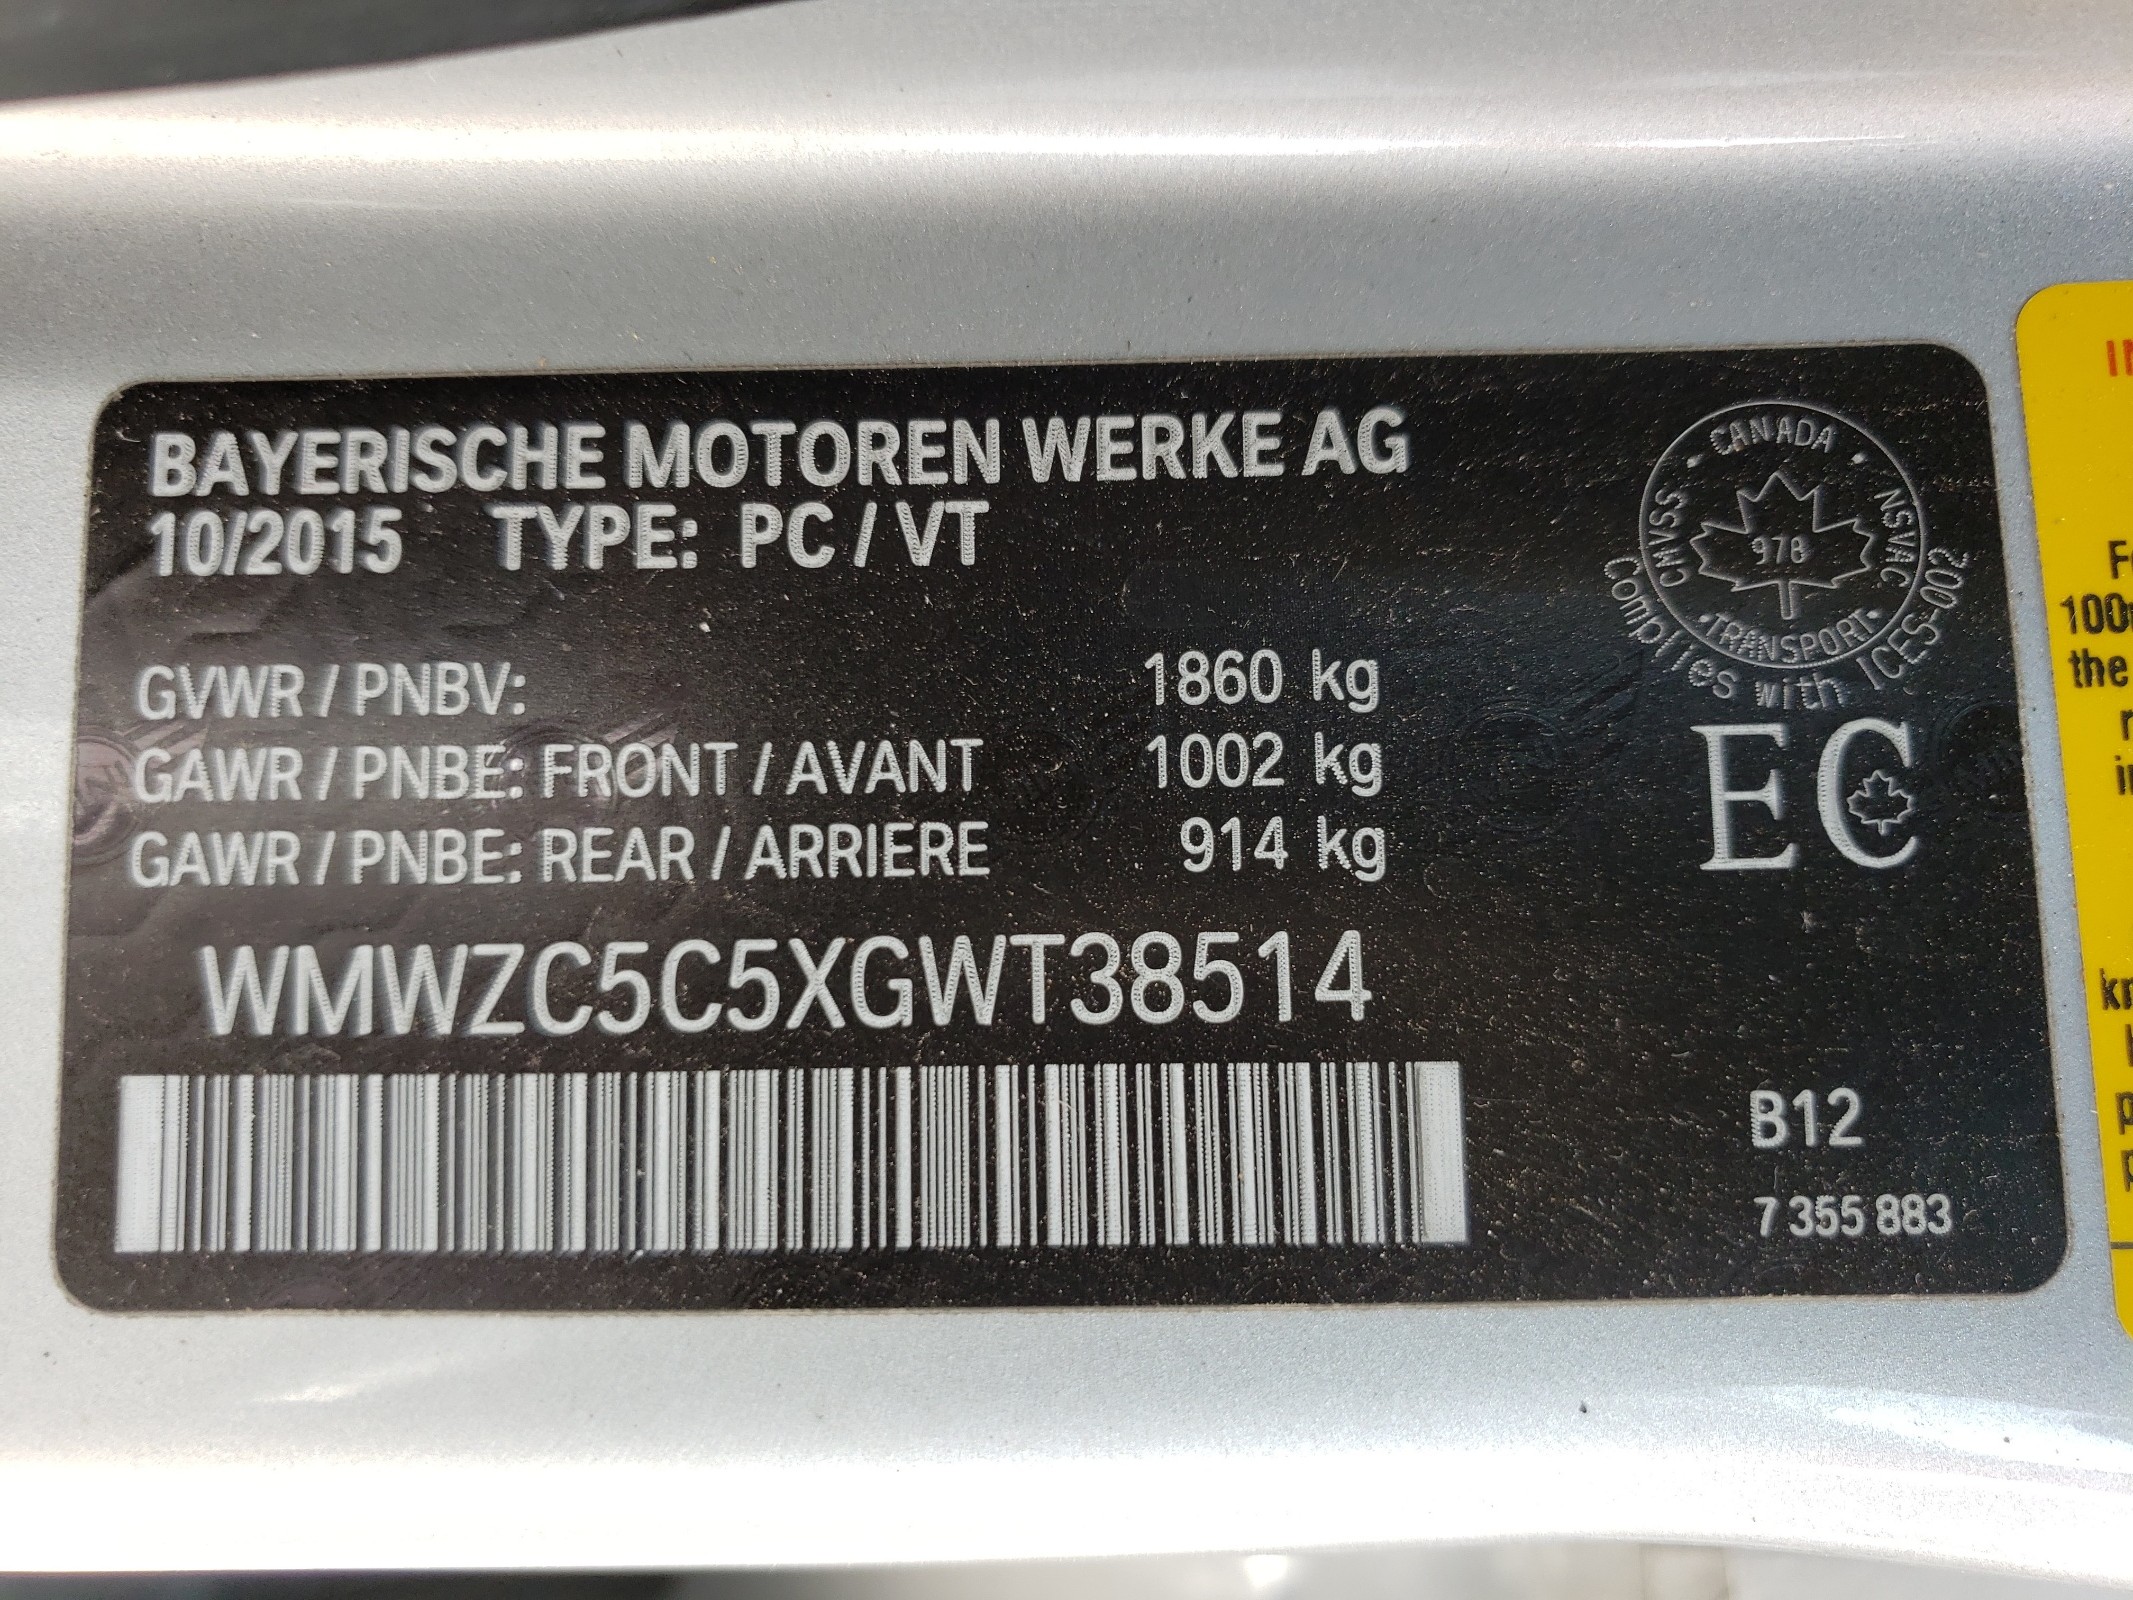 BAYERISCHE MOTOREN WERKE AG
10/2015 TYPE: PC / VT
GVWR / PNBV: 1860 kg
GAWR / PNBE: FRONT / AVANT 1002 kg
GAWR / PNBE: REAR / ARRIERE 914 kg
WMWZC5C5XGWT38514
CANADA
CMVSS
NSVAC
978
TRANSPORT
Complies with ICES-002
EC
B12
7 355 883
100
the